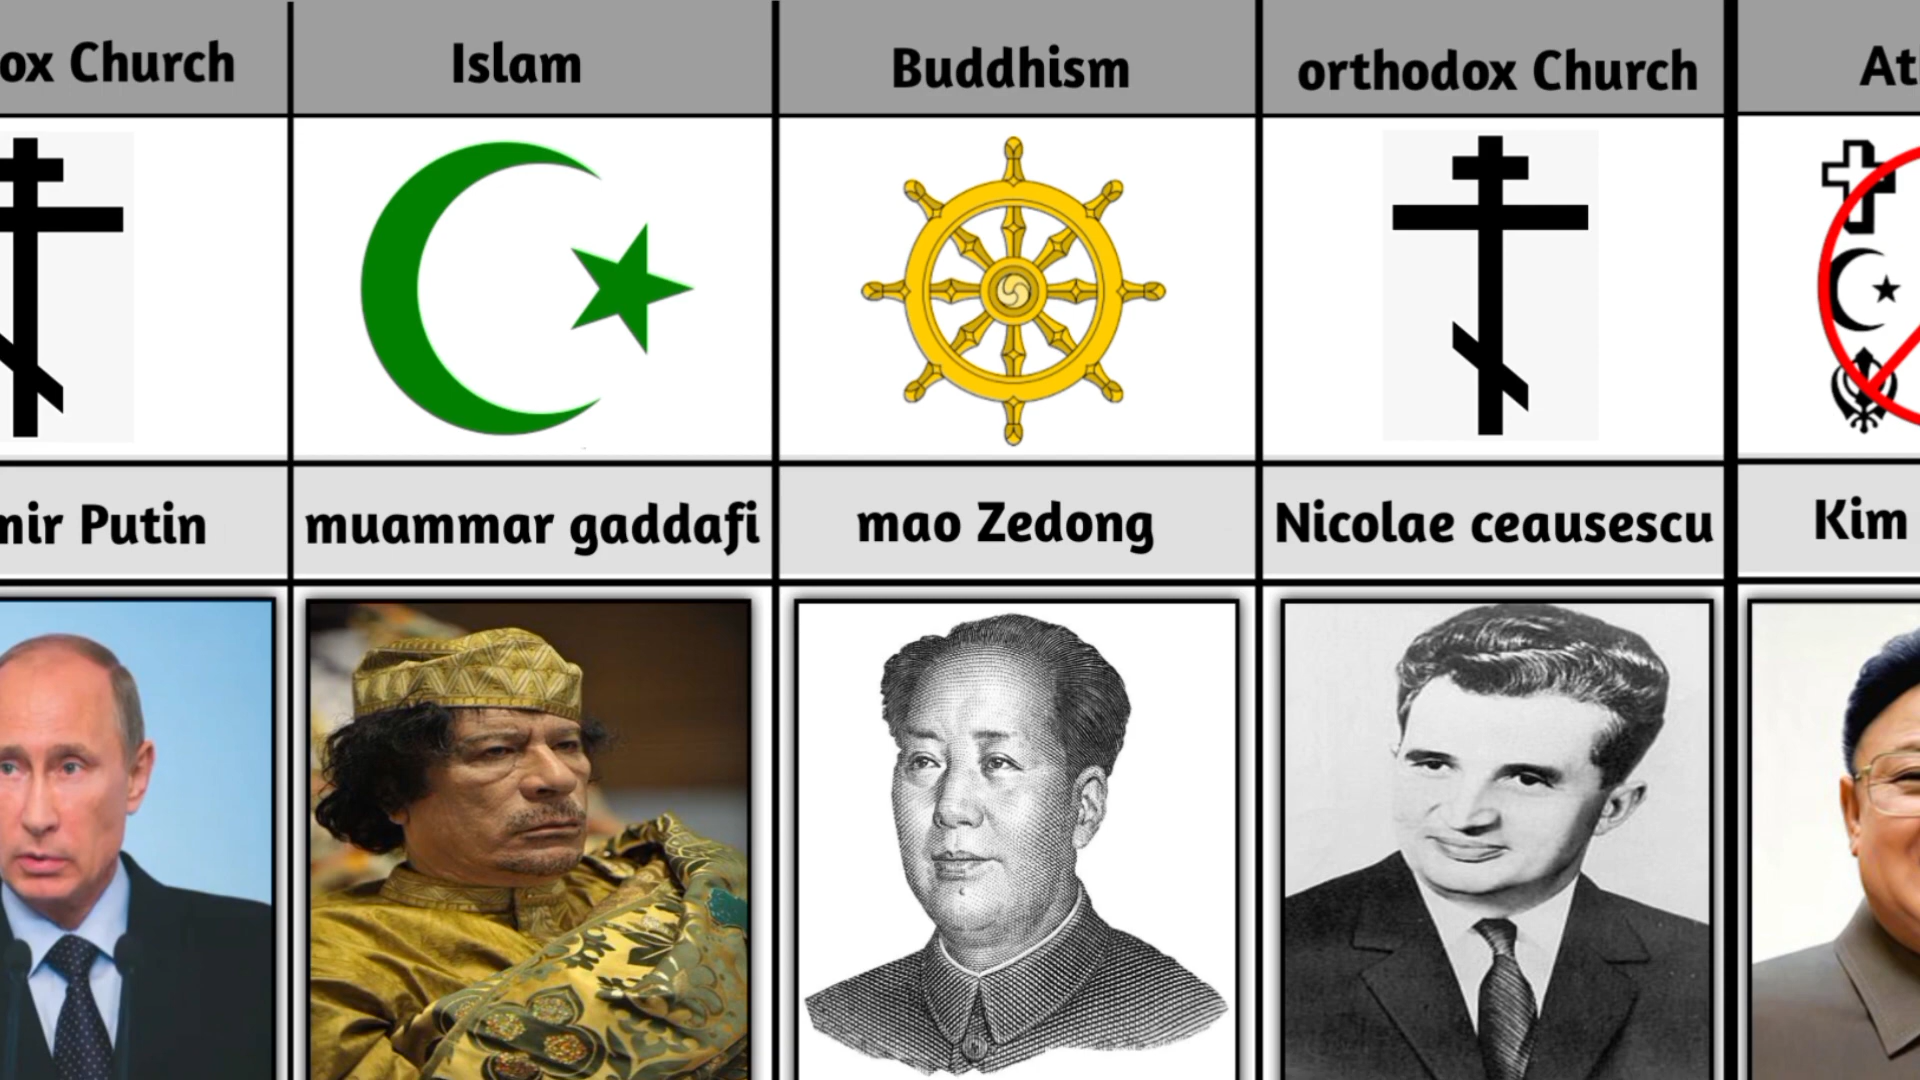 ox Church
Islam
Buddhism
orthodox Church
At
mir Putin
muammar gaddafi
mao Zedong
Nicolae ceausescu
Kim